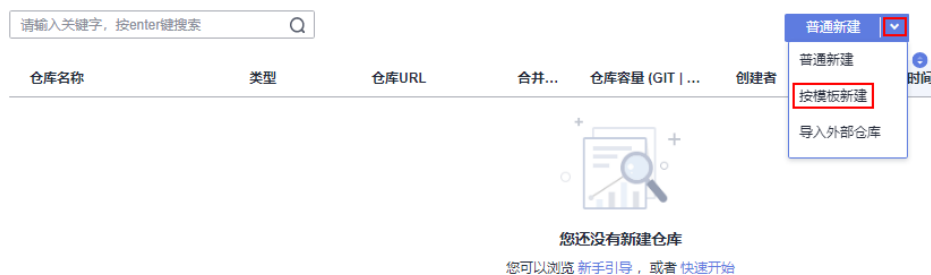 请输入关键字，按enter键搜索
普通新建
普通新建
按模板新建
导入外部仓库
仓库名称 类型 仓库URL 合并... 仓库容量 (GIT | ... 创建者 时间
您还没有新建仓库
您可以浏览 新手引导 ，或者 快速开始